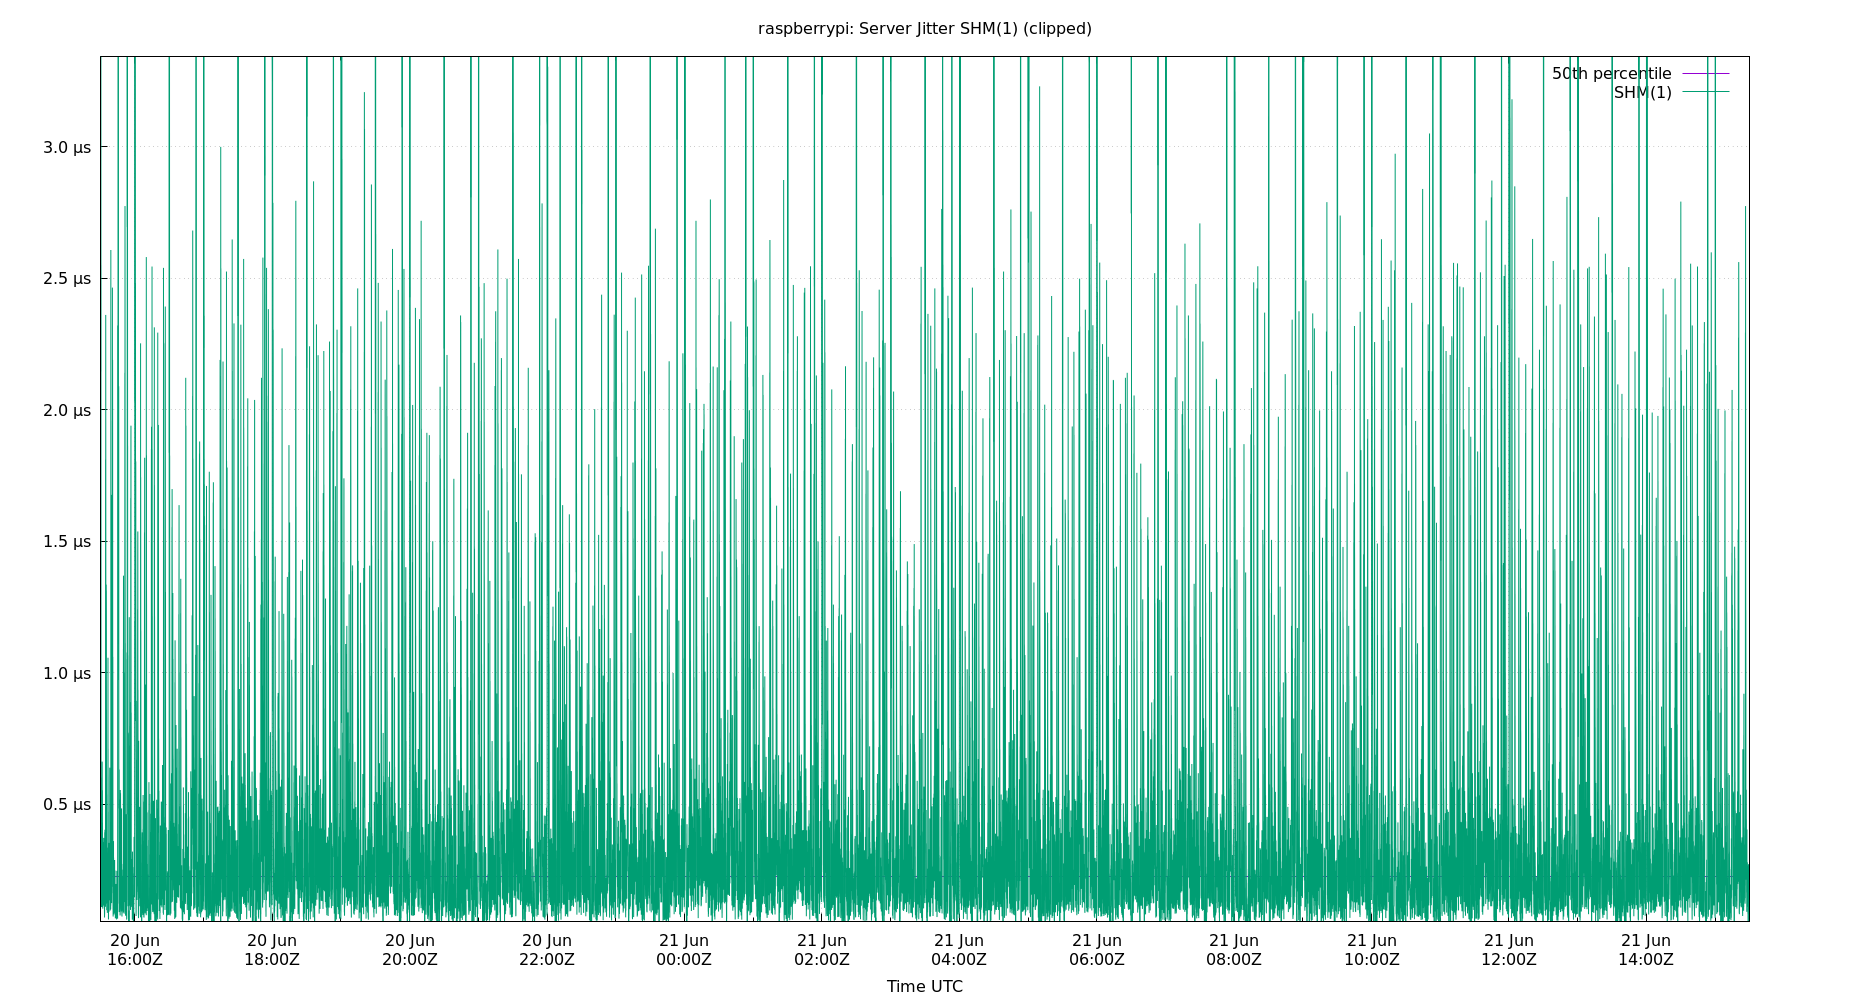 raspberrypi: Server Jitter SHM(1) (clipped)
50th percentile
SHM(1)
3.0 µs
2.5 µs
2.0 µs
1.5 µs
1.0 µs
0.5 µs
20 Jun 20 Jun 20 Jun 20 Jun 21 Jun 21 Jun 21 Jun 21 Jun 21 Jun 21 Jun 21 Jun 21 Jun
16:00Z 18:00Z 20:00Z 22:00Z 00:00Z 02:00Z 04:00Z 06:00Z 08:00Z 10:00Z 12:00Z 14:00Z
Time UTC